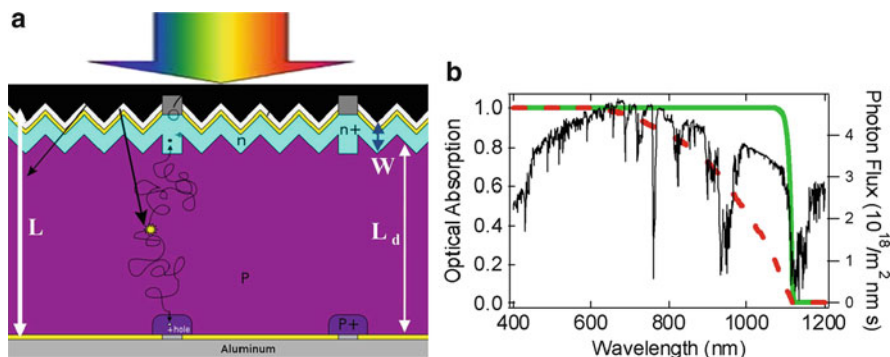 a
n
n+
W
L
L d
P
+hole
P+
Aluminum
b
Optical Absorption
1.0
0.8
0.6
0.4
0.2
0.0
400
600
800
1000
1200
Wavelength (nm)
4
3
2
1
0
Photon Flux (10^18/m^2 nm s)